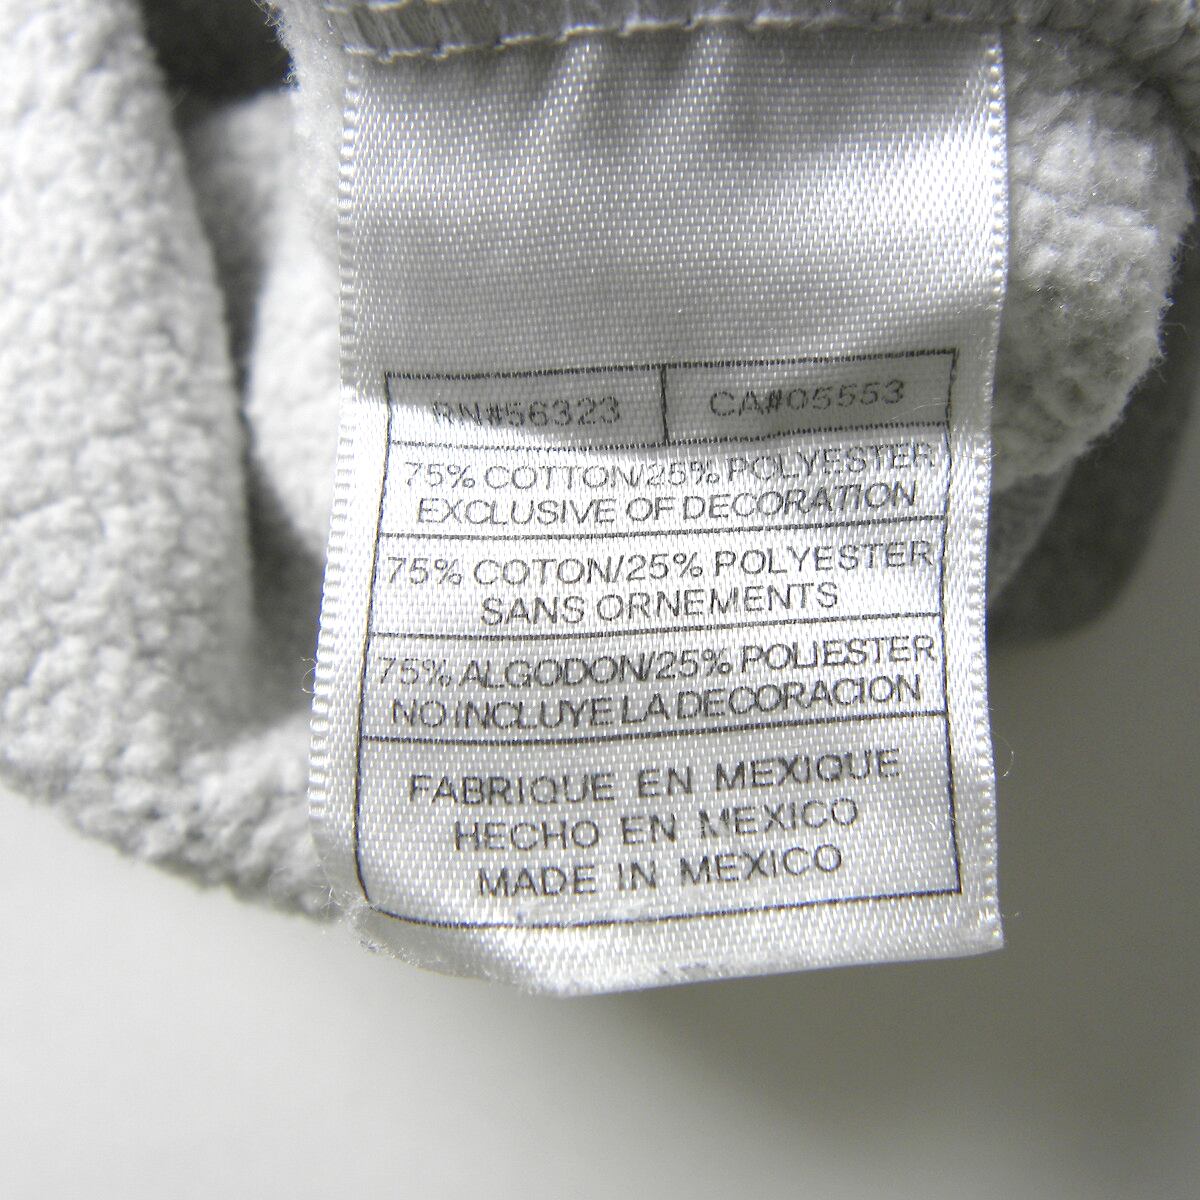 RN#56323 CA#05553
75% COTTON/25% POLYESTER
EXCLUSIVE OF DECORATION
75% COTON/25% POLYESTER
SANS ORNEMENTS
75% ALGODON/25% POLIESTER
NO INCLUYE LA DECORACION
FABRIQUE EN MEXIQUE
HECHO EN MEXICO
MADE IN MEXICO